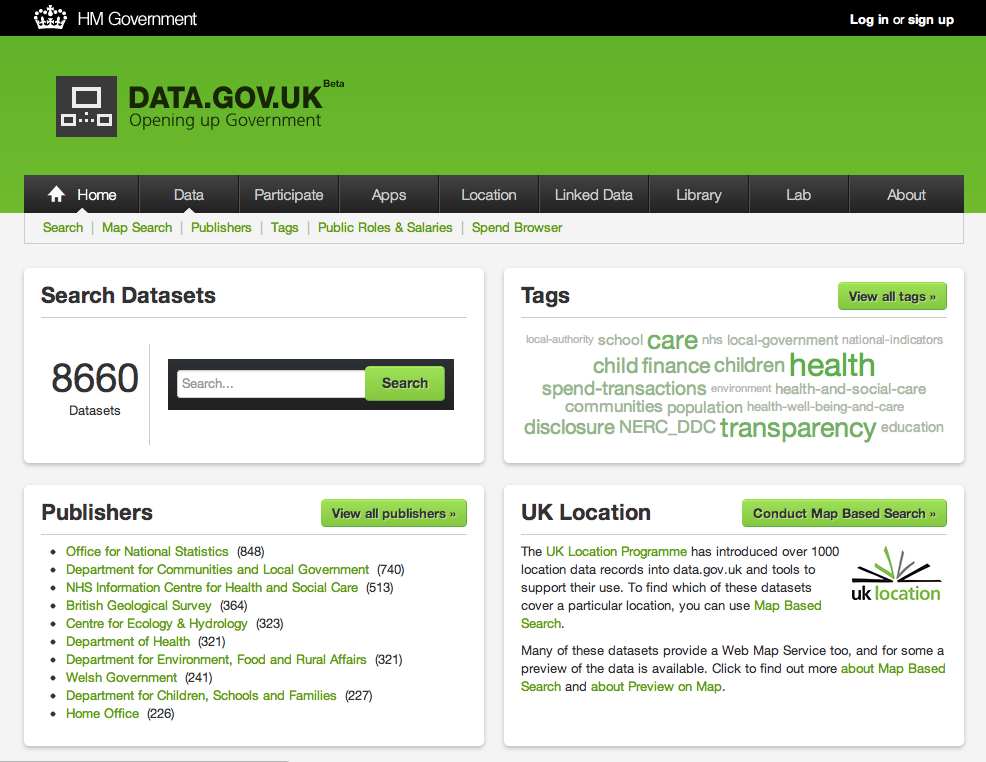 HM Government
Log in or sign up
DATA.GOV.UK Beta
Opening up Government
Home Data Participate Apps Location Linked Data Library Lab About
Search | Map Search | Publishers | Tags | Public Roles & Salaries | Spend Browser
Search Datasets
8660
Datasets
Search... Search
Tags
View all tags »
local-authority school care nhs local-government national-indicators
child finance children health
spend-transactions environment health-and-social-care
communities population health-well-being-and-care
disclosure NERC_DDC transparency education
Publishers
View all publishers »
• Office for National Statistics (848)
• Department for Communities and Local Government (740)
• NHS Information Centre for Health and Social Care (513)
• British Geological Survey (364)
• Centre for Ecology & Hydrology (323)
• Department of Health (321)
• Department for Environment, Food and Rural Affairs (321)
• Welsh Government (241)
• Department for Children, Schools and Families (227)
• Home Office (226)
UK Location
Conduct Map Based Search »
The UK Location Programme has introduced over 1000
location data records into data.gov.uk and tools to
support their use. To find which of these datasets
cover a particular location, you can use Map Based
Search.
uk location
Many of these datasets provide a Web Map Service too, and for some a
preview of the data is available. Click to find out more about Map Based
Search and about Preview on Map.